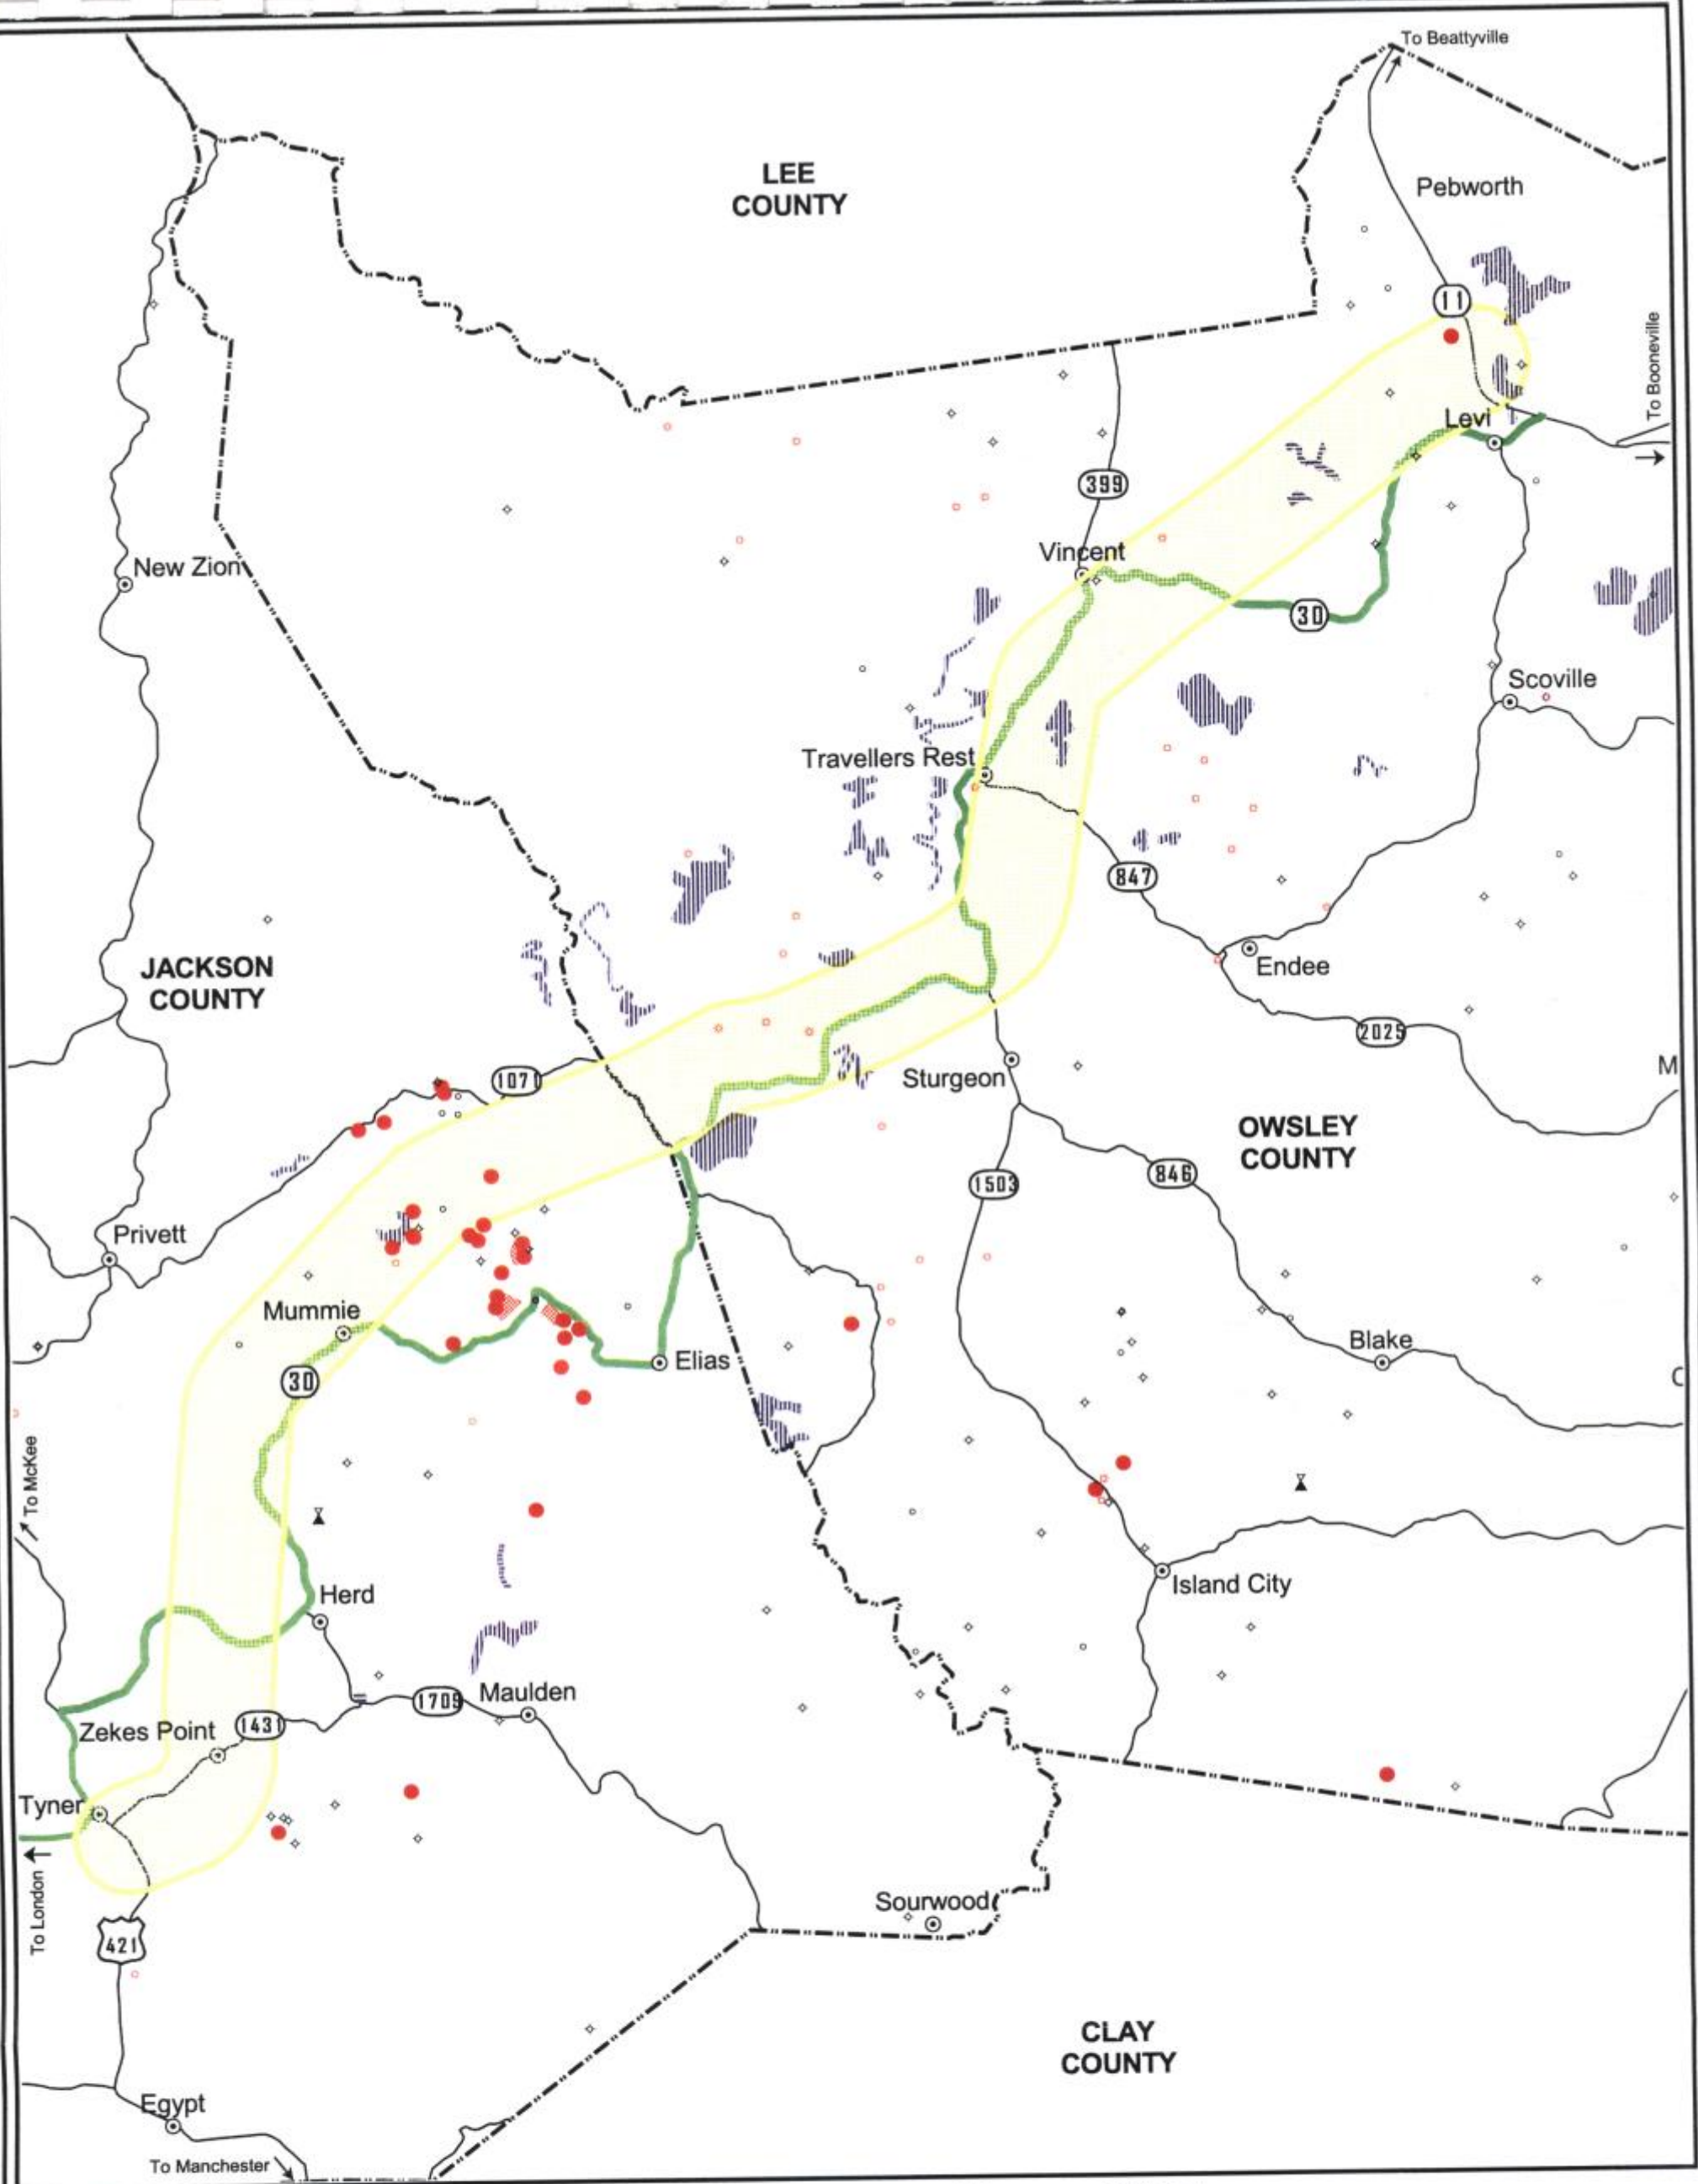 To Beattyville
LEE
COUNTY
Pebworth
11
To Booneville
Levi
399
Vincent
New Zion
30
Scoville
Travellers Rest
847
JACKSON
COUNTY
Endee
2025
1071
Sturgeon
M
OWSLEY
COUNTY
846
1503
Privett
Mummie
Blake
Elias
30
To McKee
Island City
Herd
1709
Maulden
Zekes Point
1431
Tyner
To London
Sourwood
421
CLAY
COUNTY
Egypt
To Manchester